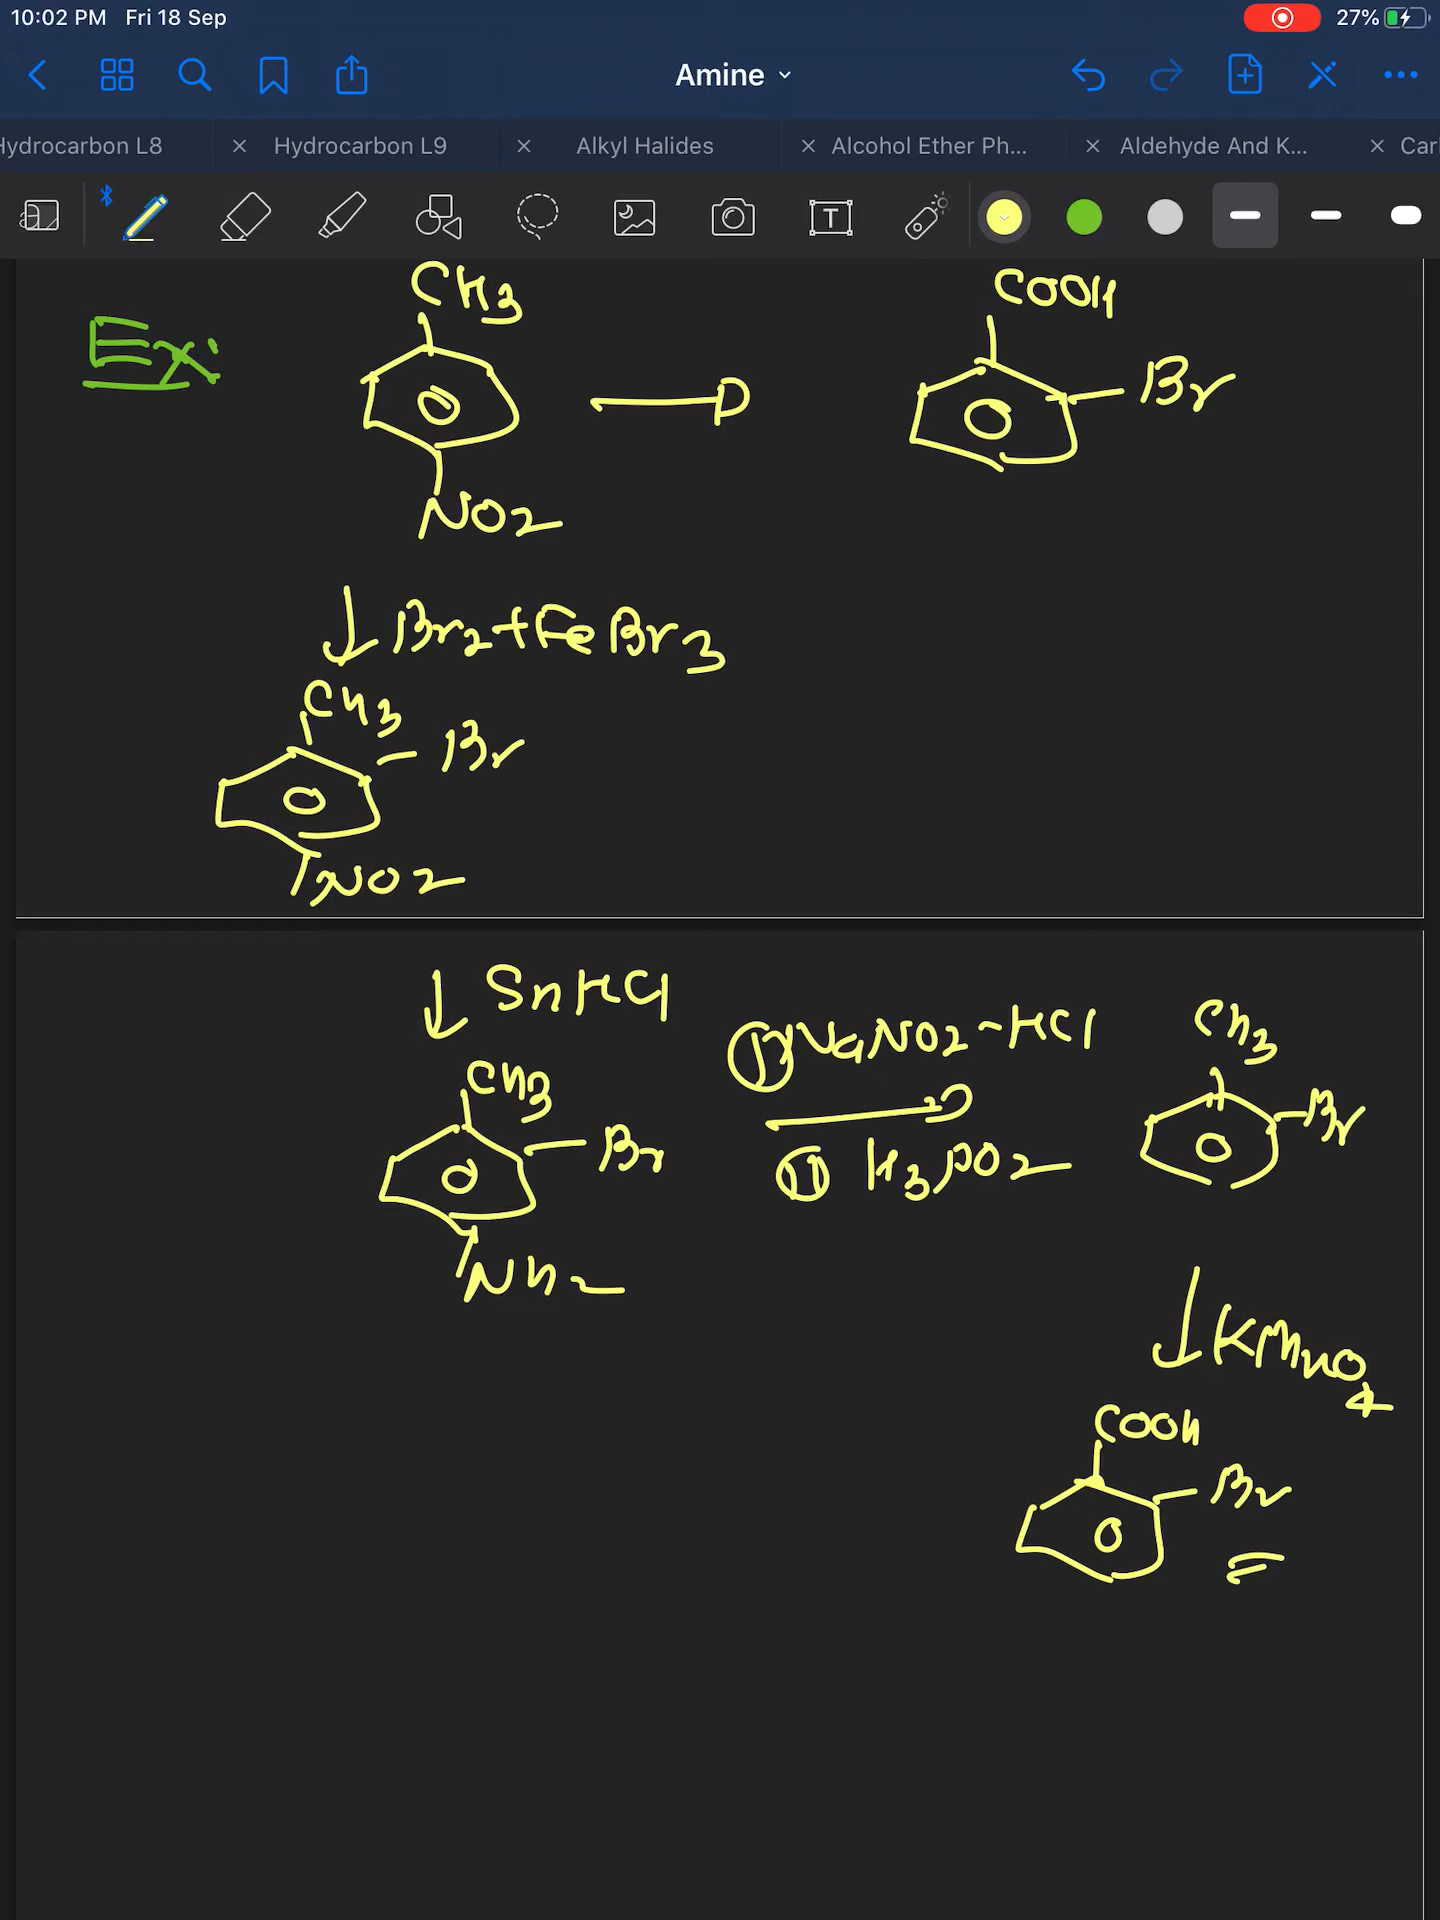 10:02 PM Fri 18 Sep 27%
Amine
Hydrocarbon L8 Hydrocarbon L9 Alkyl Halides Alcohol Ether Ph... Aldehyde And K... Car
T
Ex:
CH3 COOH
Br
NO2
Br2+FeBr3
CH3
Br
NO2
Sn HCl
I NaNO2-HCl
CH3
CH3
Br
Br
II H3PO2
NH2
KMnO4
COOH
Br